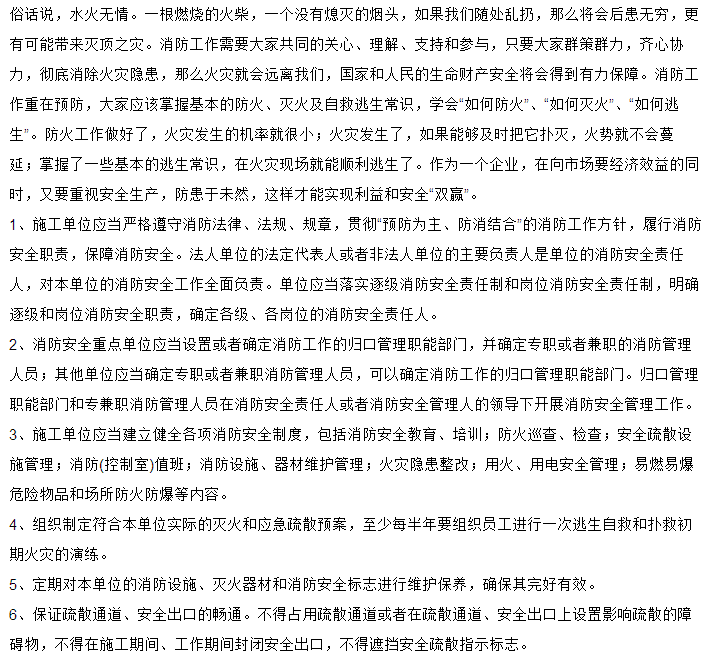 俗话说，水火无情。一根燃烧的火柴，一个没有熄灭的烟头，如果我们随处乱扔，那么将会后患无穷，更
有可能带来灭顶之灾。消防工作需要大家共同的关心、理解、支持和参与，只要大家群策群力，齐心协
力，彻底消除火灾隐患，那么火灾就会远离我们，国家和人民的生命财产安全将会得到有力保障。消防工
作重在预防，大家应该掌握基本的防火、灭火及自救逃生常识，学会“如何防火”、“如何灭火”、“如何逃
生”。防火工作做好了，火灾发生的机率就很小；火灾发生了，如果能够及时把它扑灭，火势就不会蔓
延；掌握了一些基本的逃生常识，在火灾现场就能顺利逃生了。作为一个企业，在向市场要经济效益的同
时，又要重视安全生产，防患于未然，这样才能实现利益和安全“双赢”。
1、施工单位应当严格遵守消防法律、法规、规章，贯彻“预防为主、防消结合”的消防工作方针，履行消防
安全职责，保障消防安全。法人单位的法定代表人或者非法人单位的主要负责人是单位的消防安全责任
人，对本单位的消防安全工作全面负责。单位应当落实逐级消防安全责任制和岗位消防安全责任制，明确
逐级和岗位消防安全职责，确定各级、各岗位的消防安全责任人。
2、消防安全重点单位应当设置或者确定消防工作的归口管理职能部门，并确定专职或者兼职的消防管理
人员；其他单位应当确定专职或者兼职消防管理人员，可以确定消防工作的归口管理职能部门。归口管理
职能部门和专兼职消防管理人员在消防安全责任人或者消防安全管理人的领导下开展消防安全管理工作。
3、施工单位应当建立健全各项消防安全制度，包括消防安全教育、培训；防火巡查、检查；安全疏散设
施管理；消防(控制室)值班；消防设施、器材维护管理；火灾隐患整改；用火、用电安全管理；易燃易爆
危险物品和场所防火防爆等内容。
4、组织制定符合本单位实际的灭火和应急疏散预案，至少每半年要组织员工进行一次逃生自救和扑救初
期火灾的演练。
5、定期对本单位的消防设施、灭火器材和消防安全标志进行维护保养，确保其完好有效。
6、保证疏散通道、安全出口的畅通。不得占用疏散通道或者在疏散通道、安全出口上设置影响疏散的障
碍物，不得在施工期间、工作期间封闭安全出口，不得遮挡安全疏散指示标志。